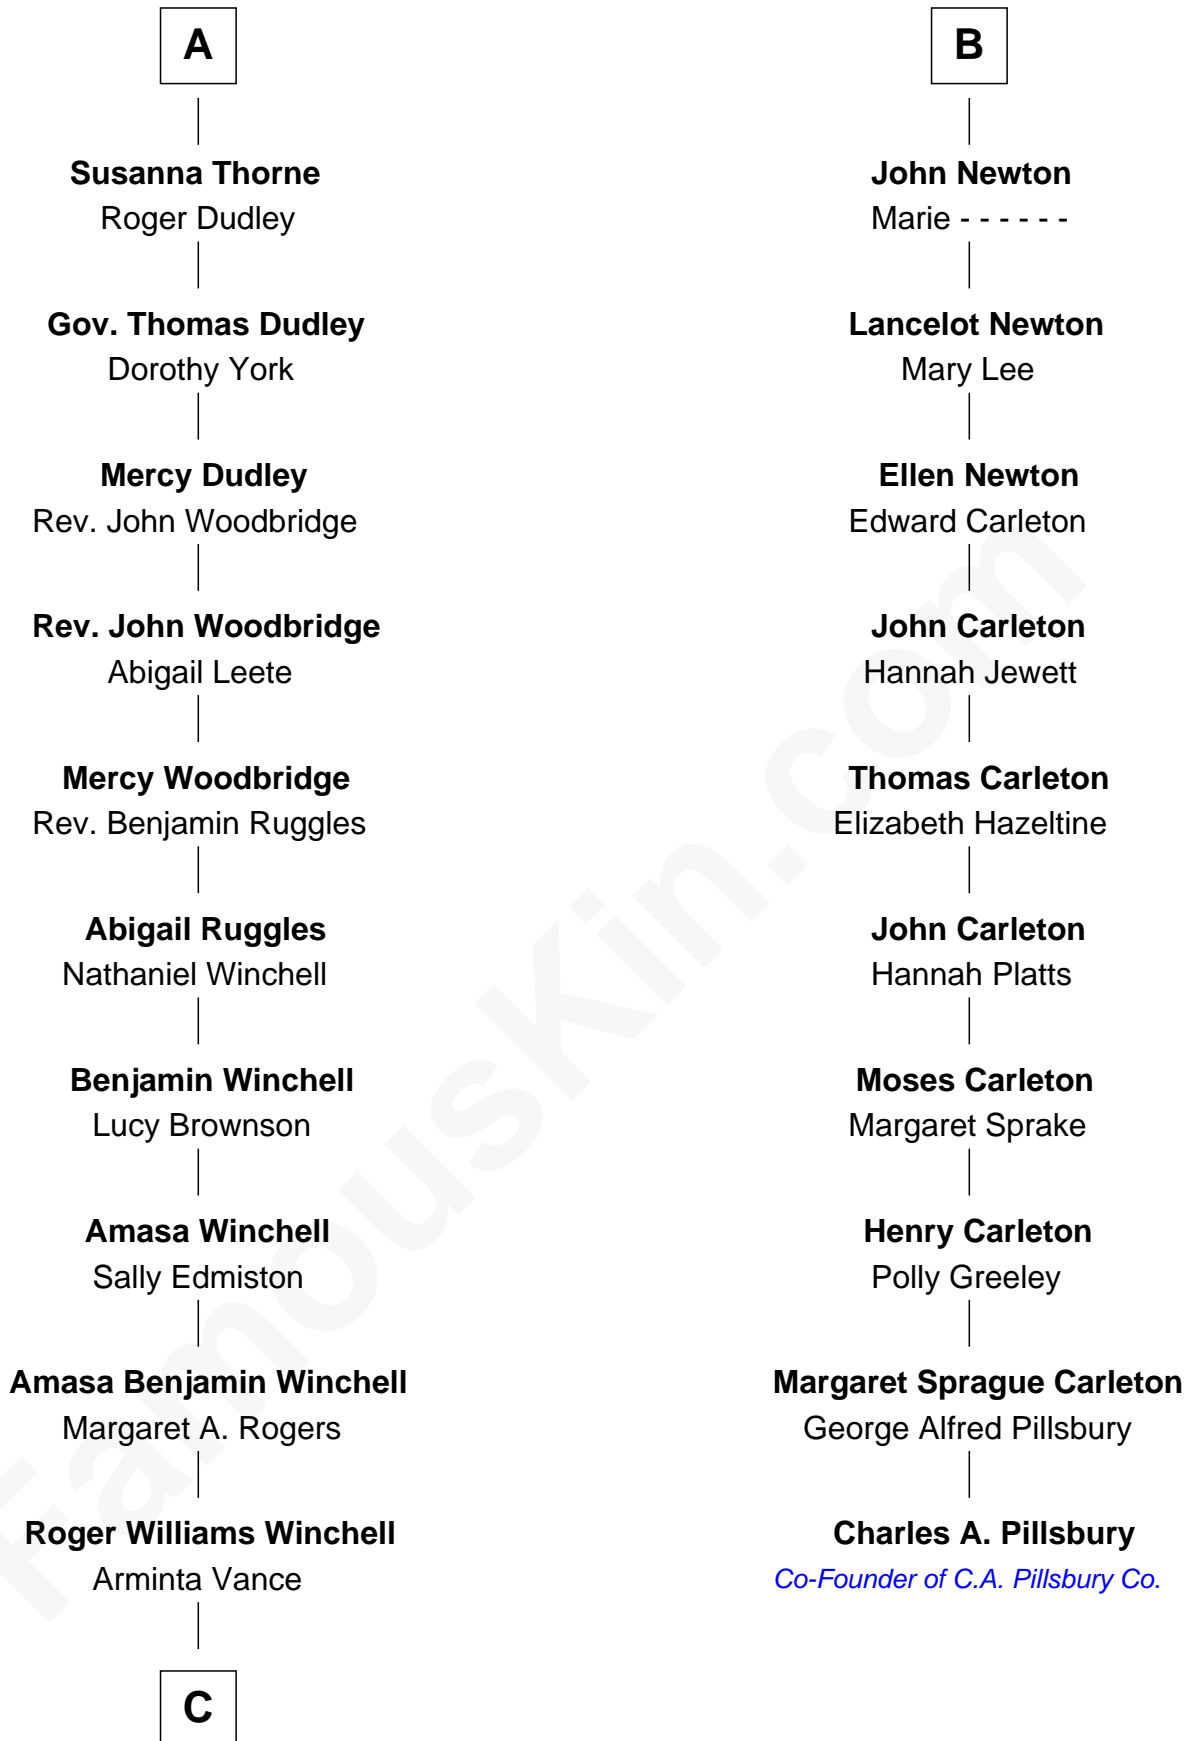 A
Susanna Thorne
Roger Dudley
Gov. Thomas Dudley
Dorothy York
Mercy Dudley
Rev. John Woodbridge
Rev. John Woodbridge
Abigail Leete
Mercy Woodbridge
Rev. Benjamin Ruggles
Abigail Ruggles
Nathaniel Winchell
Benjamin Winchell
Lucy Brownson
Amasa Winchell
Sally Edmiston
Amasa Benjamin Winchell
Margaret A. Rogers
Roger Williams Winchell
Arminta Vance
C
B
John Newton
Marie - - - - - -
Lancelot Newton
Mary Lee
Ellen Newton
Edward Carleton
John Carleton
Hannah Jewett
Thomas Carleton
Elizabeth Hazeltine
John Carleton
Hannah Platts
Moses Carleton
Margaret Sprake
Henry Carleton
Polly Greeley
Margaret Sprague Carleton
George Alfred Pillsbury
Charles A. Pillsbury
Co-Founder of C.A. Pillsbury Co.
FamousKin.com